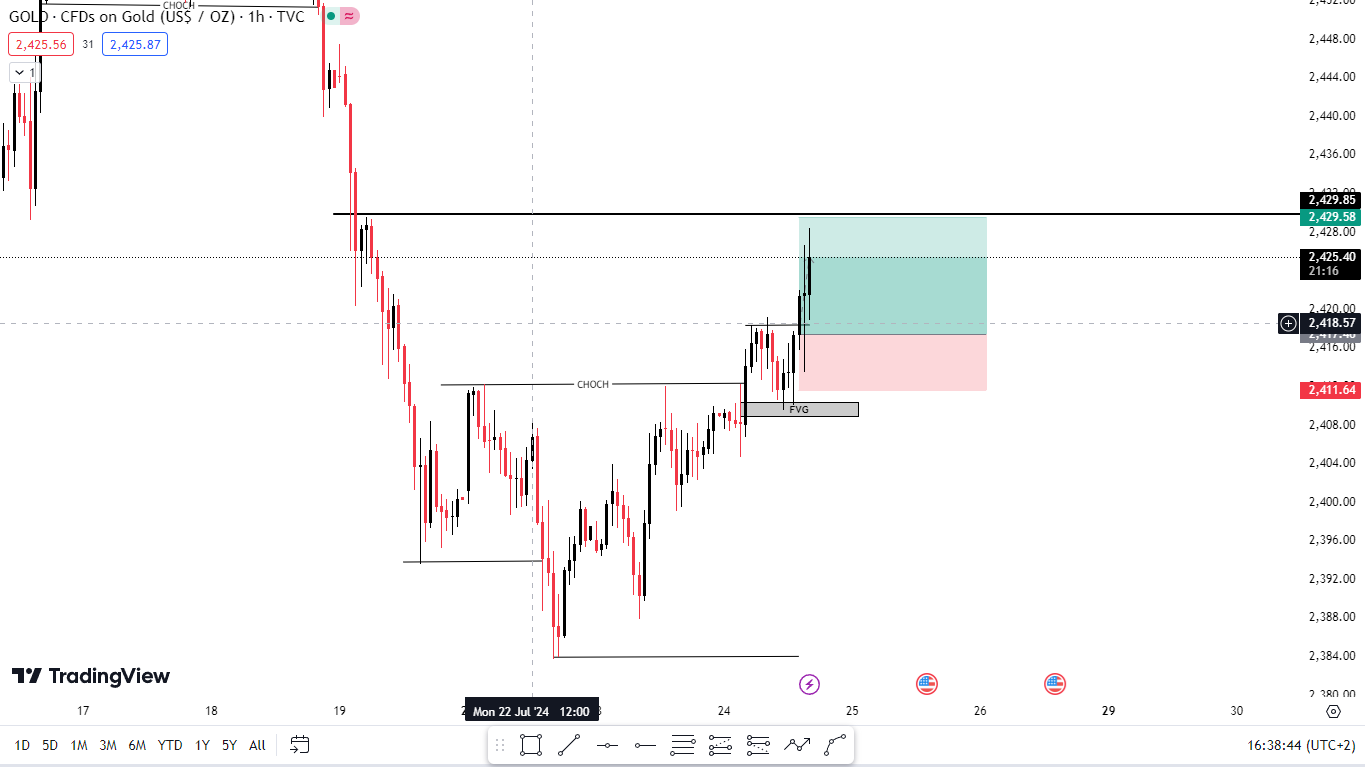 CHOCH
GOLD · CFDs on Gold (US$ / OZ) · 1h · TVC
2,425.56 31 2,425.87
1
2,448.00
2,444.00
2,440.00
2,436.00
2,429.85
2,429.58
2,428.00
2,425.40
21:16
2,420.00
2,418.57
2,416.00
CHOCH
2,411.64
FVG
2,408.00
2,404.00
2,400.00
2,396.00
2,392.00
2,388.00
2,384.00
2,380.00
TradingView
17 18 19 Mon 22 Jul '24 12:00 24 25 26 29 30
1D 5D 1M 3M 6M YTD 1Y 5Y All 16:38:44 (UTC+2)